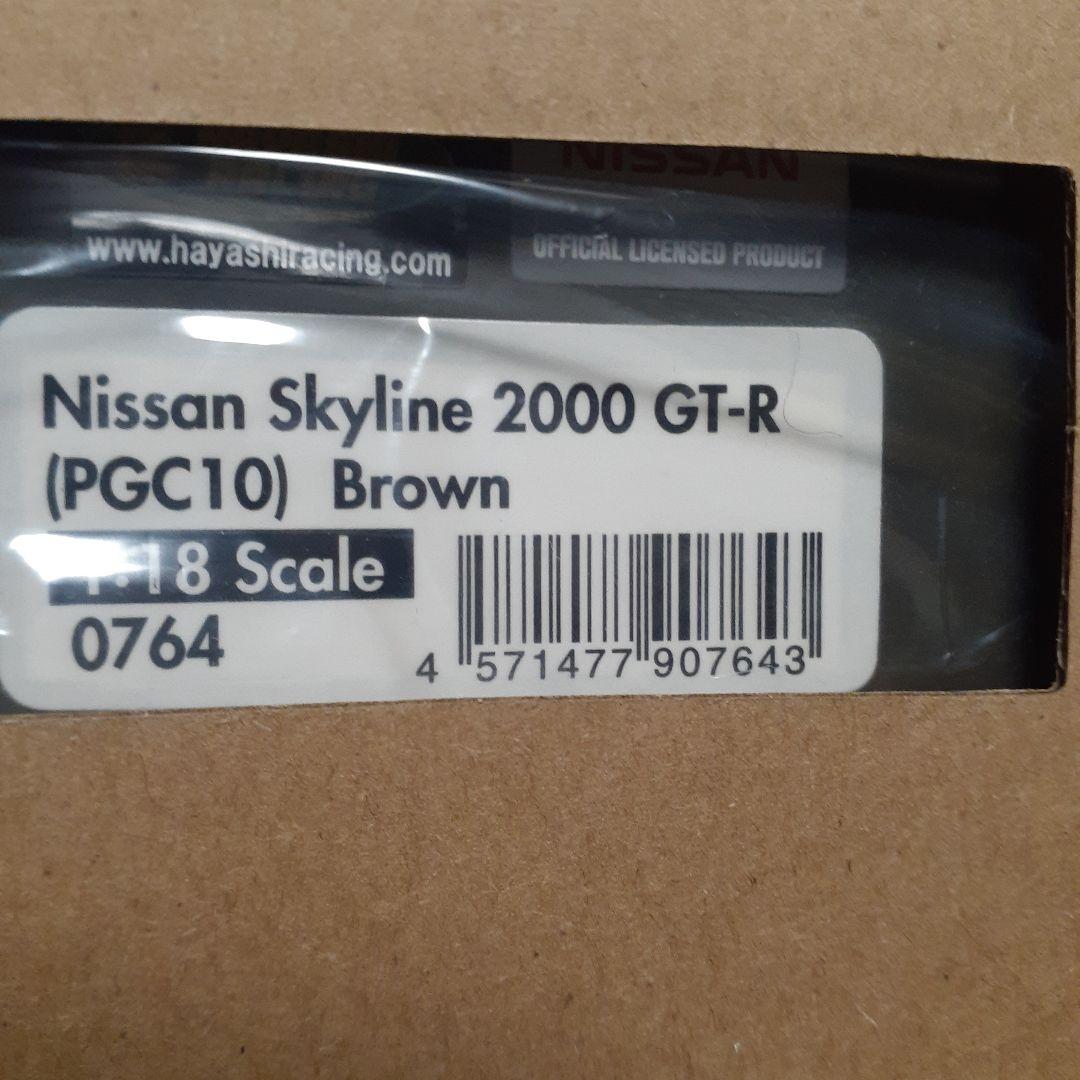 NISSAN
www.hayashiracing.com
OFFICIAL LICENSED PRODUCT
Nissan Skyline 2000 GT-R
(PGC10) Brown
1:18 Scale
0764
4 571477 907643